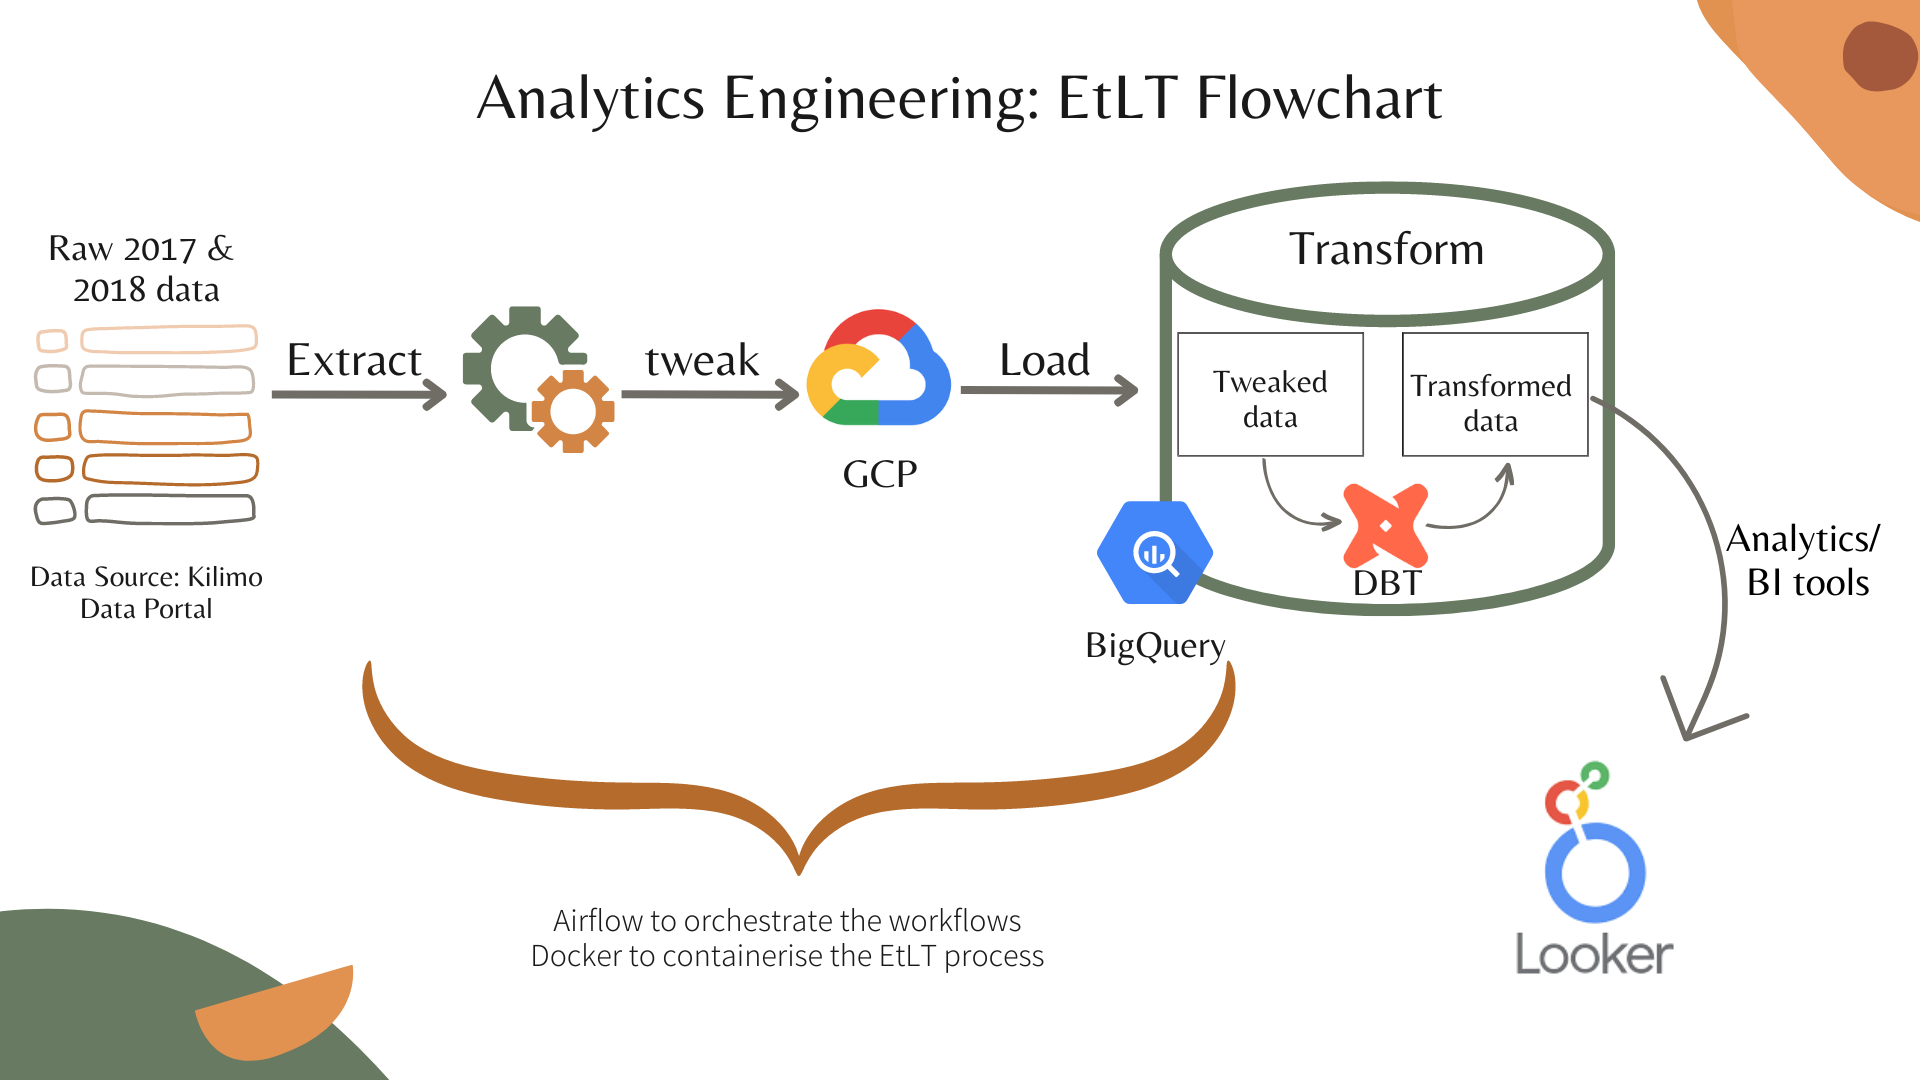 Analytics Engineering: EtLT Flowchart
Raw 2017 &
2018 data
Data Source: Kilimo
Data Portal
Extract
tweak
GCP
Load
Transform
Tweaked
data
Transformed
data
DBT
BigQuery
Analytics/
BI tools
Looker
Airflow to orchestrate the workflows
Docker to containerise the EtLT process